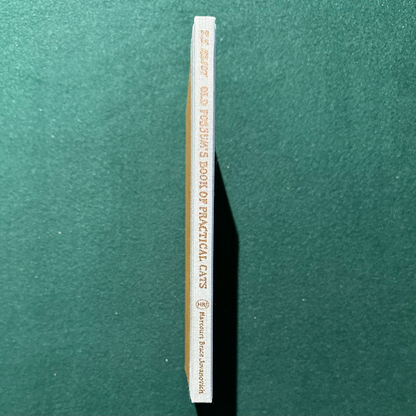 T.S. ELIOT OLD POSSUM'S BOOK OF PRACTICAL CATS HBJ Harcourt Brace Jovanovich